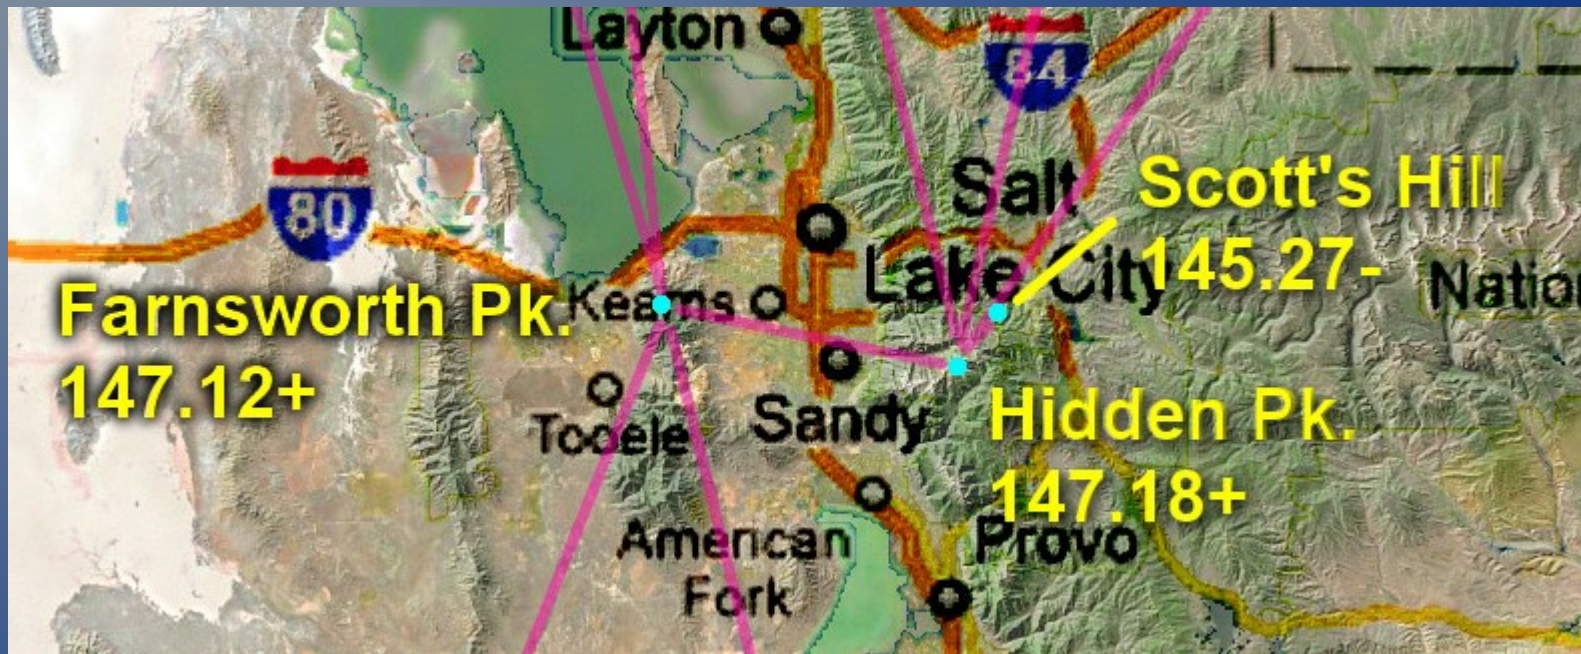 Layton
84
80
Salt
Lake City
Scott's Hill
145.27-
Natio
Farnsworth Pk.
147.12+
Kearns
Tooele
Sandy
Hidden Pk.
147.18+
American
Fork
Provo